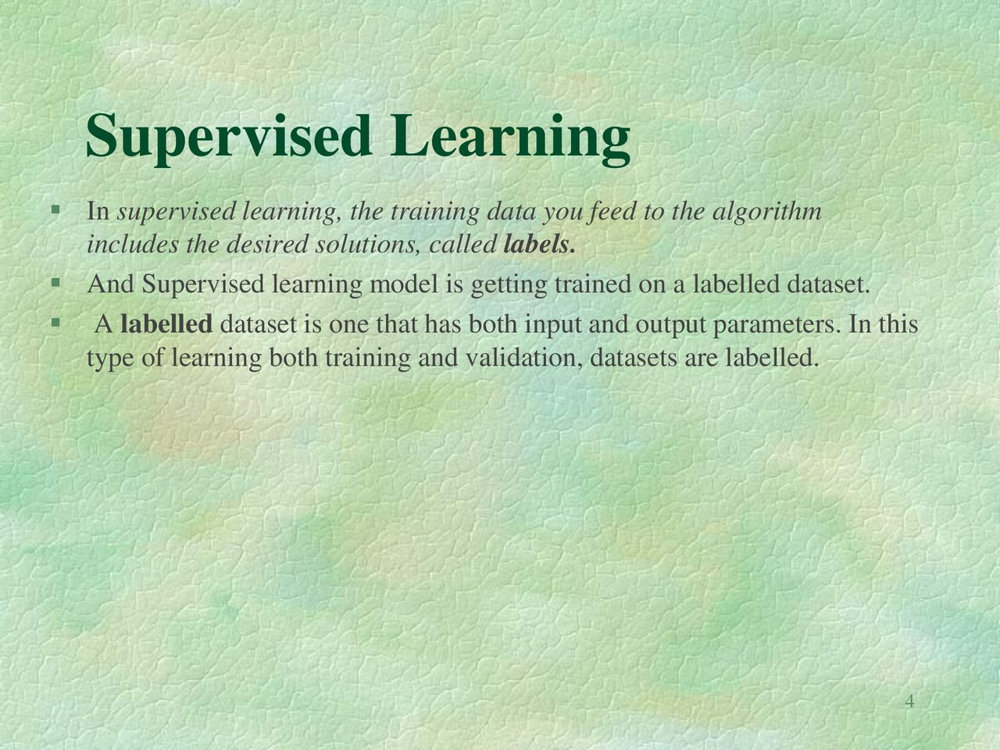 Supervised Learning
▪ In supervised learning, the training data you feed to the algorithm
includes the desired solutions, called labels.
▪ And Supervised learning model is getting trained on a labelled dataset.
▪ A labelled dataset is one that has both input and output parameters. In this
type of learning both training and validation, datasets are labelled.
4